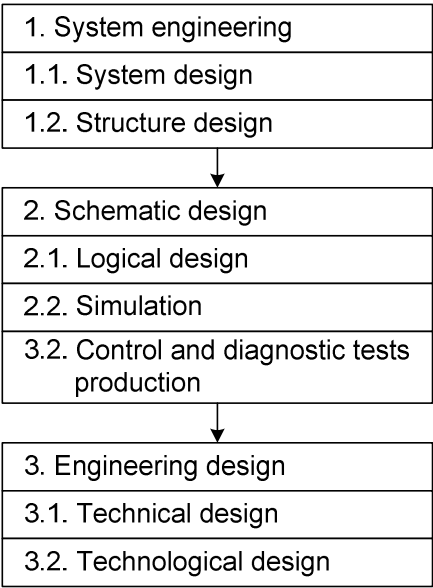 1. System engineering
1.1. System design
1.2. Structure design
2. Schematic design
2.1. Logical design
2.2. Simulation
3.2. Control and diagnostic tests
production
3. Engineering design
3.1. Technical design
3.2. Technological design